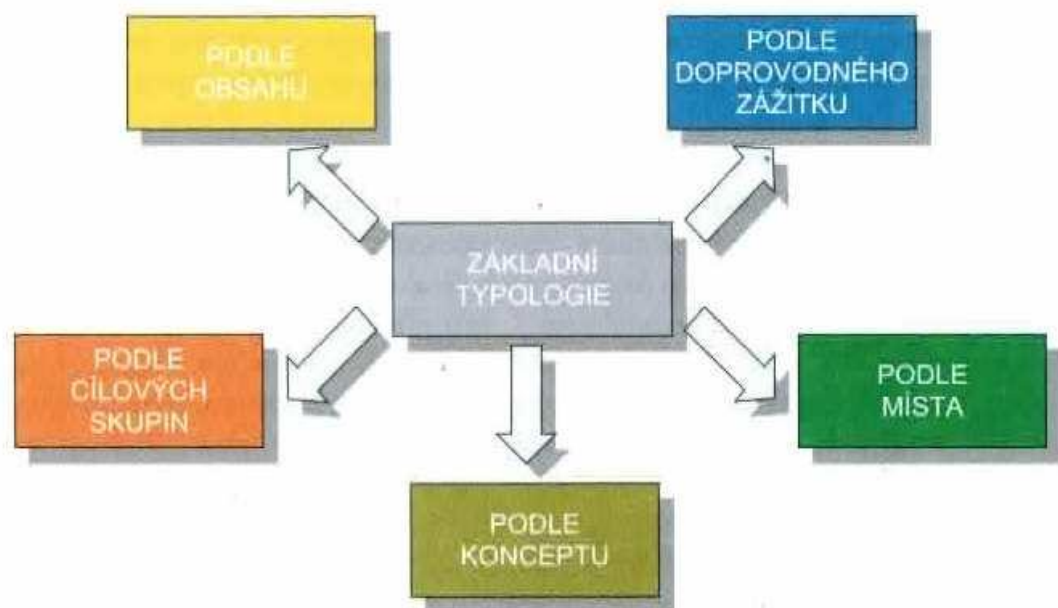 PODLE
OBSAHU
PODLE
DOPROVODNÉHO
ZÁŽITKU
ZÁKLADNÍ
TYPOLOGIE
PODLE
CÍLOVÝCH
SKUPIN
PODLE
MÍSTA
PODLE
KONCEPTU